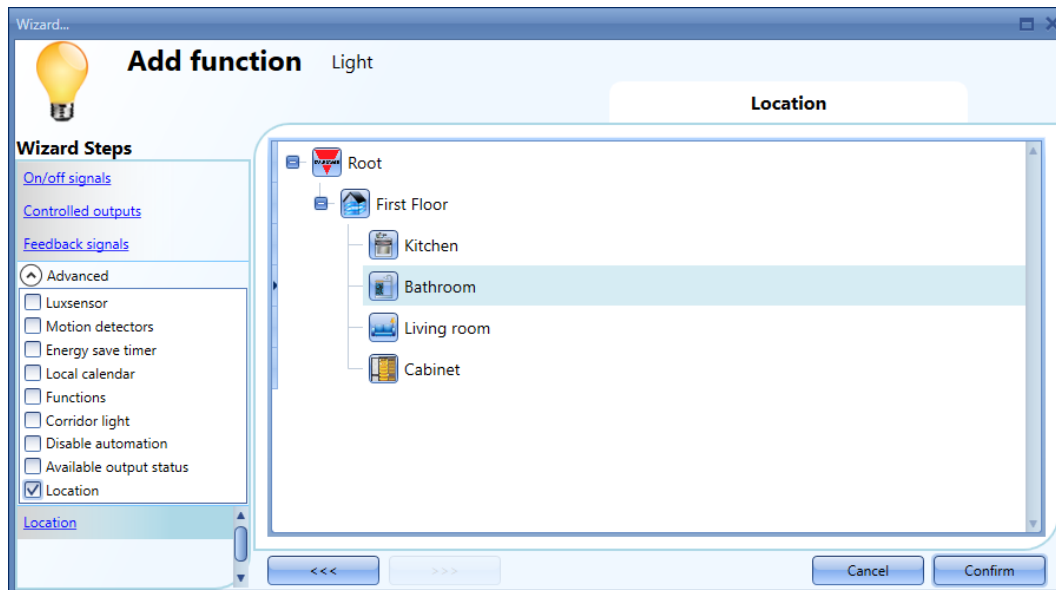 Wizard...
Add function Light
Location
Wizard Steps
On/off signals
Controlled outputs
Feedback signals
Advanced
Luxsensor
Motion detectors
Energy save timer
Local calendar
Functions
Corridor light
Disable automation
Available output status
Location
Location
Root
First Floor
Kitchen
Bathroom
Living room
Cabinet
<<< >>> Cancel Confirm